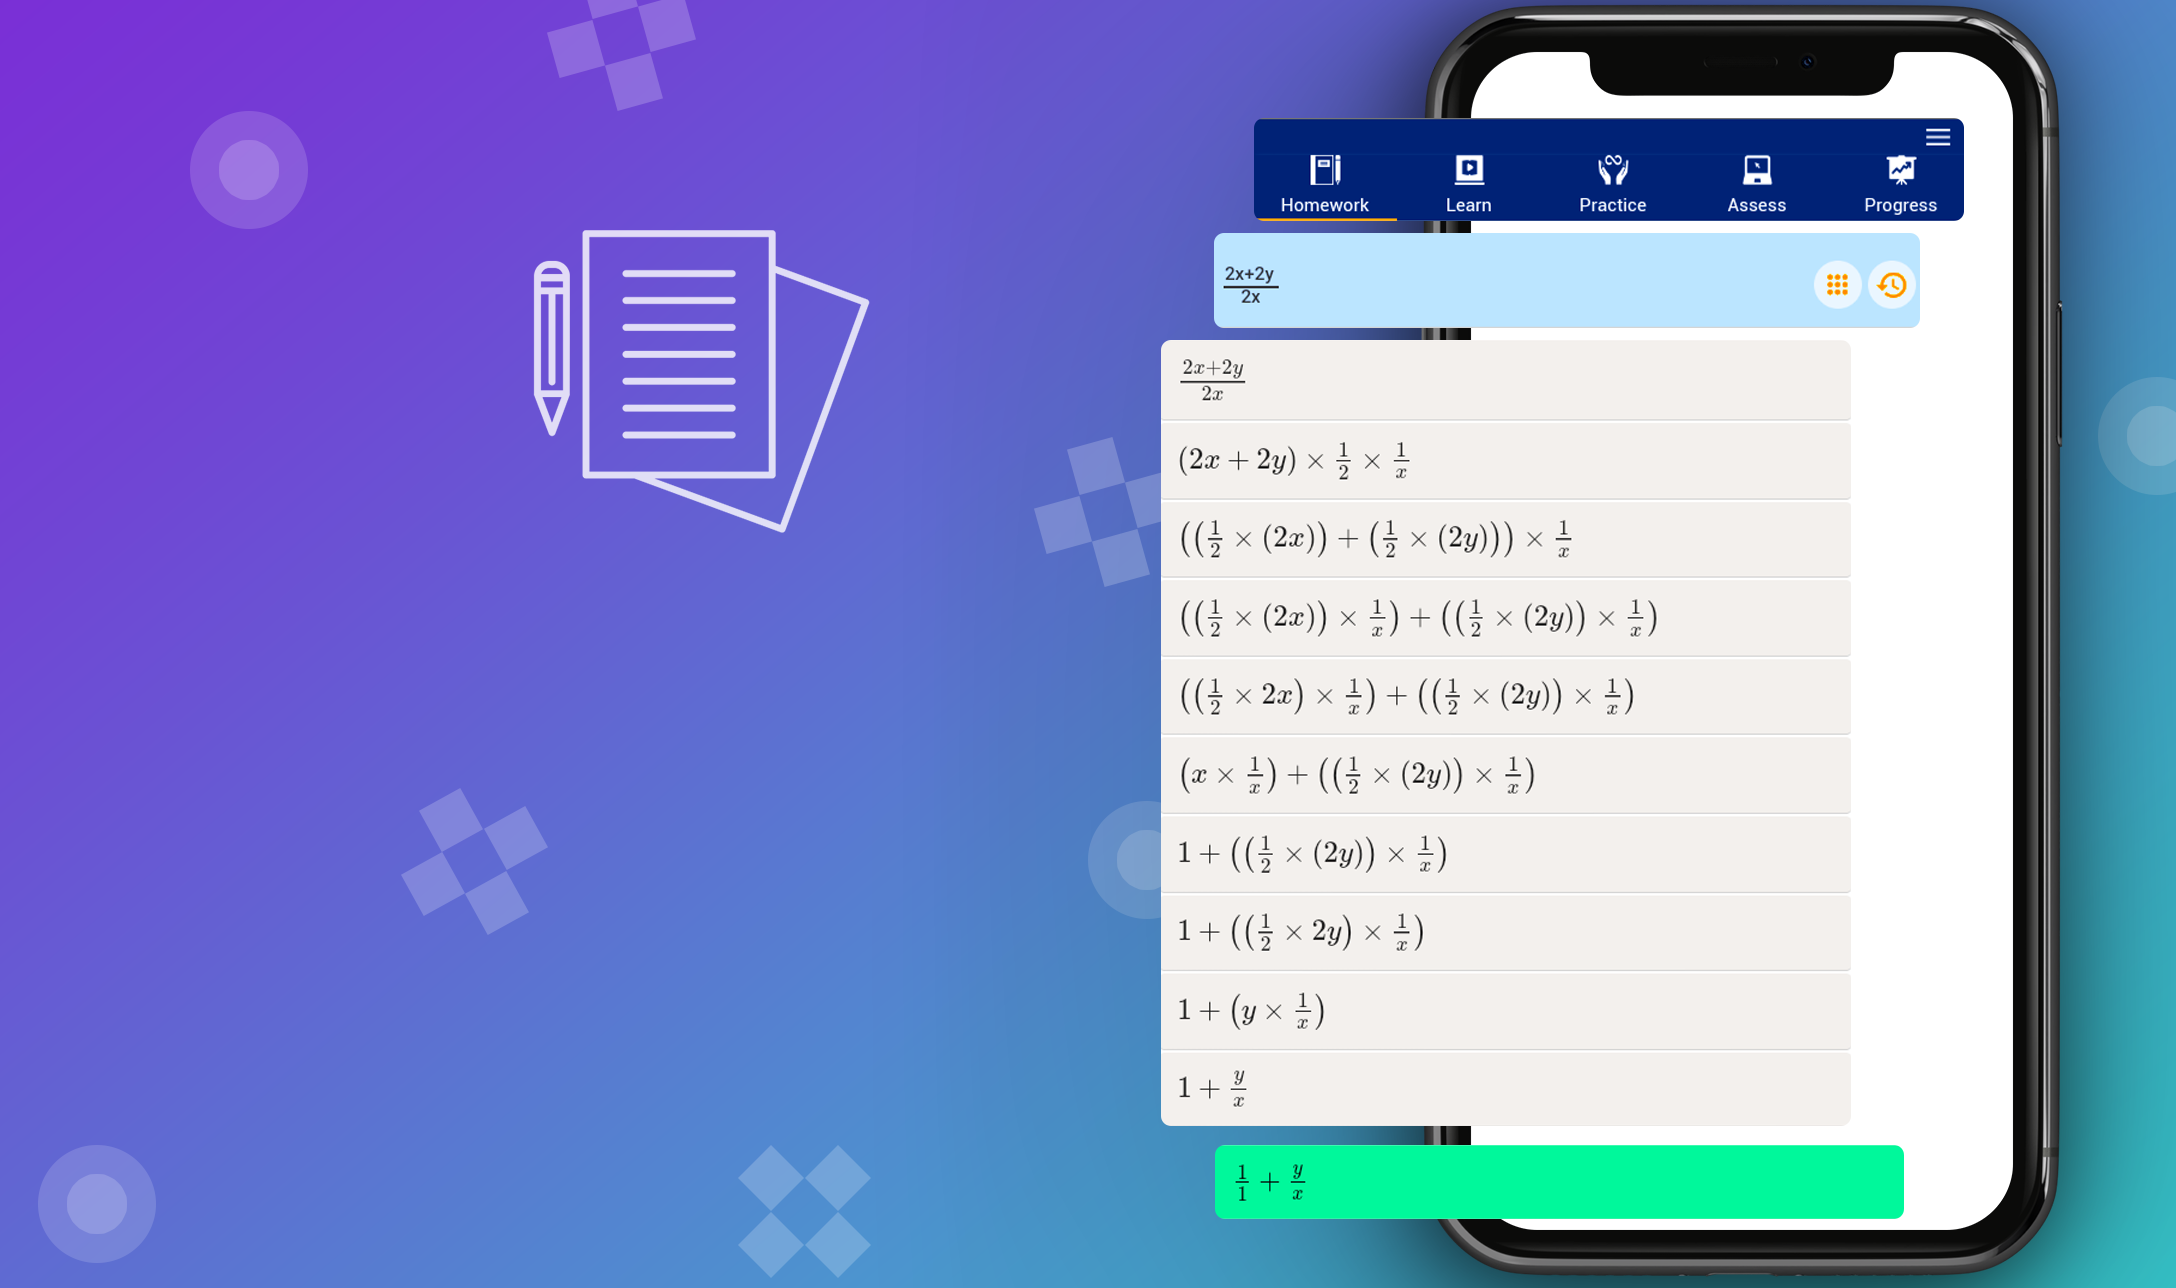 Homework Learn Practice Assess Progress
2x+2y/2x
2x+2y/2x
(2x + 2y) × 1/2 × 1/x
((1/2 × (2x)) + (1/2 × (2y))) × 1/x
((1/2 × (2x)) × 1/x) + ((1/2 × (2y)) × 1/x)
((1/2 × 2x) × 1/x) + ((1/2 × (2y)) × 1/x)
(x × 1/x) + ((1/2 × (2y)) × 1/x)
1 + ((1/2 × (2y)) × 1/x)
1 + ((1/2 × 2y) × 1/x)
1 + (y × 1/x)
1 + y/x
1/1 + y/x